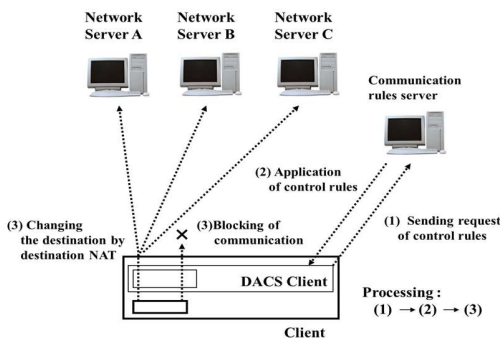 Network
Server A
Network
Server B
Network
Server C
Communication
rules server
(2) Application
of control rules
(1) Sending request
of control rules
(3) Changing
the destination by
destination NAT
(3)Blocking of
communication
DACS Client
Client
Processing :
(1) → (2) → (3)